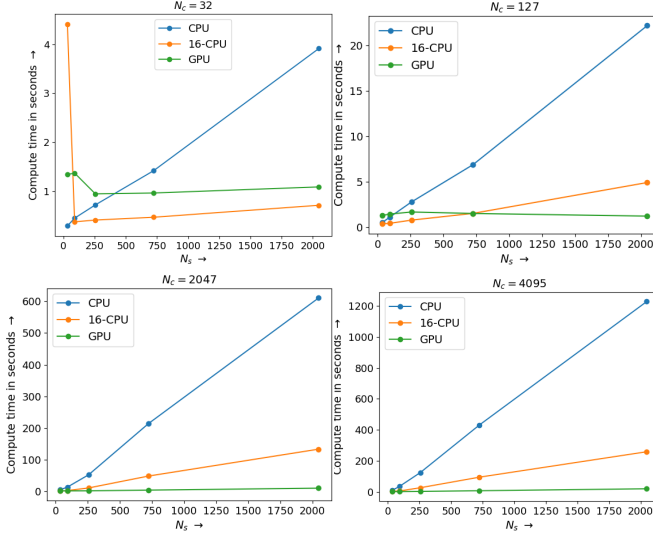 N_c = 32
Compute time in seconds →
4
3
2
1
CPU
16-CPU
GPU
0 250 500 750 1000 1250 1500 1750 2000
N_s →
N_c = 127
Compute time in seconds →
20
15
10
5
0
CPU
16-CPU
GPU
0 250 500 750 1000 1250 1500 1750 2000
N_s →
N_c = 2047
Compute time in seconds →
600
500
400
300
200
100
0
CPU
16-CPU
GPU
0 250 500 750 1000 1250 1500 1750 2000
N_s →
N_c = 4095
Compute time in seconds →
1200
1000
800
600
400
200
0
CPU
16-CPU
GPU
0 250 500 750 1000 1250 1500 1750 2000
N_s →